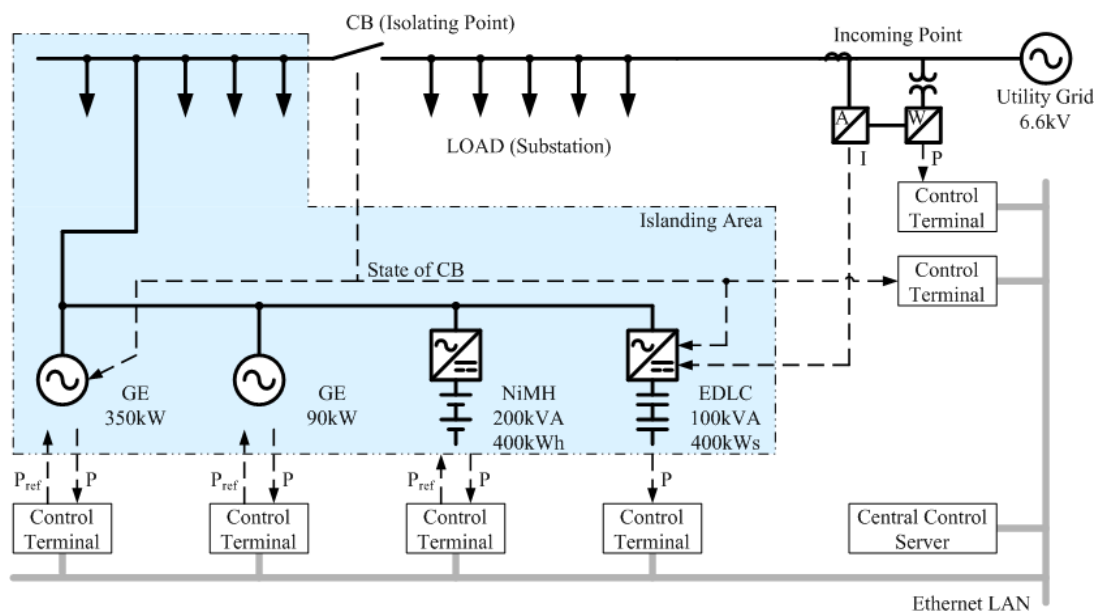 CB (Isolating Point)
Incoming Point
Utility Grid
6.6kV
A
W
LOAD (Substation)
I
P
Control
Terminal
Islanding Area
State of CB
Control
Terminal
GE
350kW
GE
90kW
NiMH
200kVA
400kWh
EDLC
100kVA
400kWs
Pref
P
Pref
P
Pref
P
P
Control
Terminal
Control
Terminal
Control
Terminal
Control
Terminal
Central Control
Server
Ethernet LAN